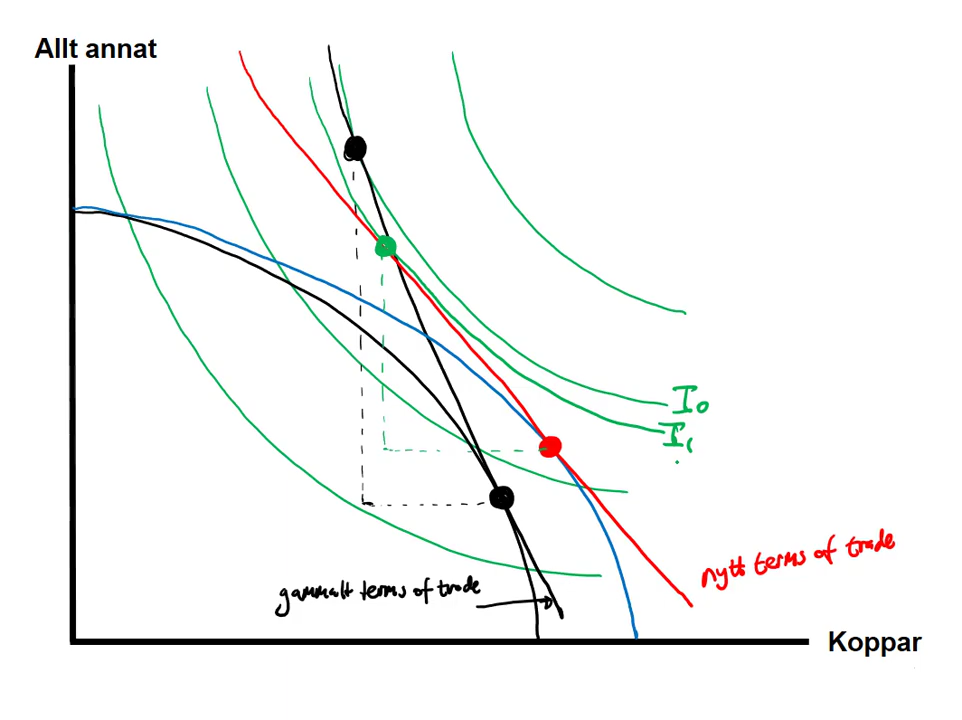 Allt annat
I₀
I₁
nytt terms of trade
gammalt terms of trade
Koppar